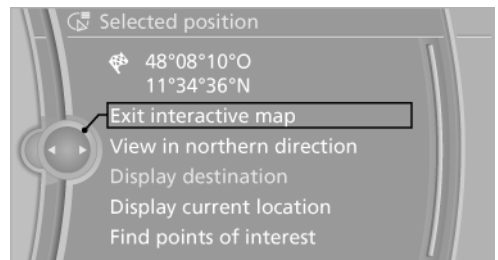 Selected position
48°08'10"O
11°34'36"N
Exit interactive map
View in northern direction
Display destination
Display current location
Find points of interest